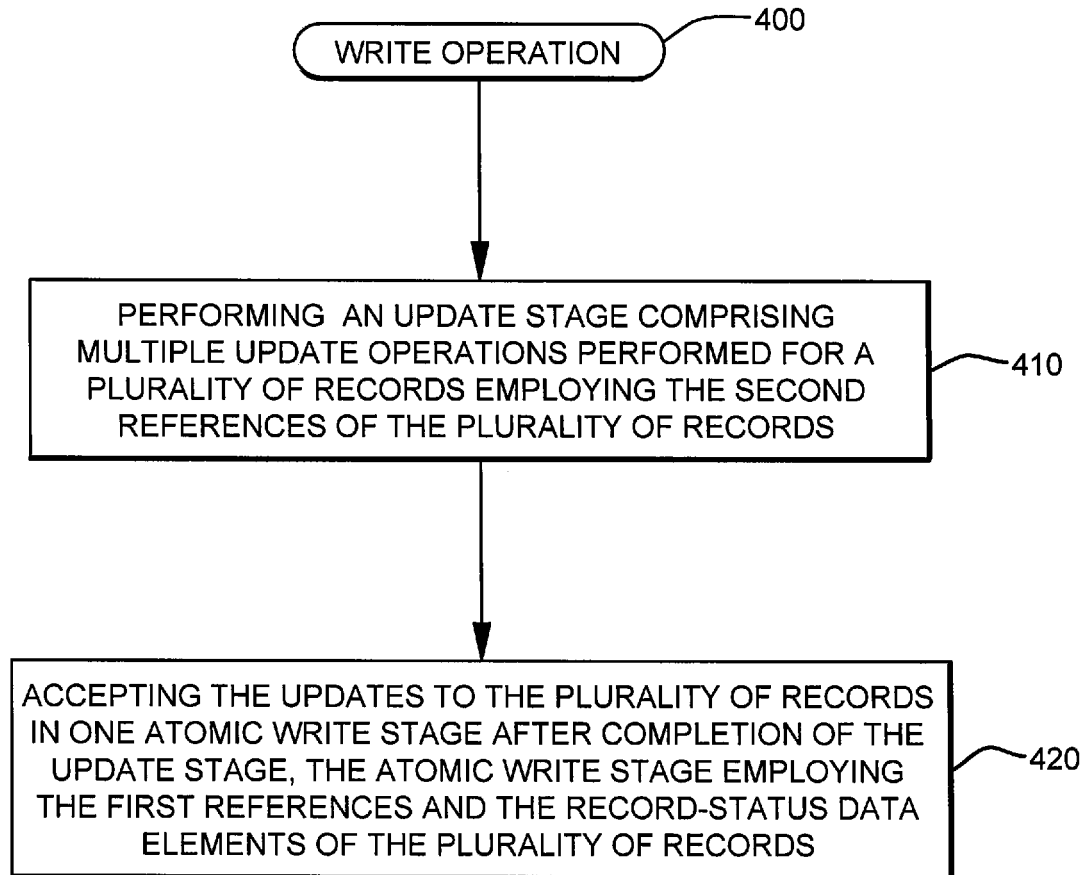 400
WRITE OPERATION
PERFORMING AN UPDATE STAGE COMPRISING
MULTIPLE UPDATE OPERATIONS PERFORMED FOR A
PLURALITY OF RECORDS EMPLOYING THE SECOND
REFERENCES OF THE PLURALITY OF RECORDS
410
ACCEPTING THE UPDATES TO THE PLURALITY OF RECORDS
IN ONE ATOMIC WRITE STAGE AFTER COMPLETION OF THE
UPDATE STAGE, THE ATOMIC WRITE STAGE EMPLOYING
THE FIRST REFERENCES AND THE RECORD-STATUS DATA
ELEMENTS OF THE PLURALITY OF RECORDS
420